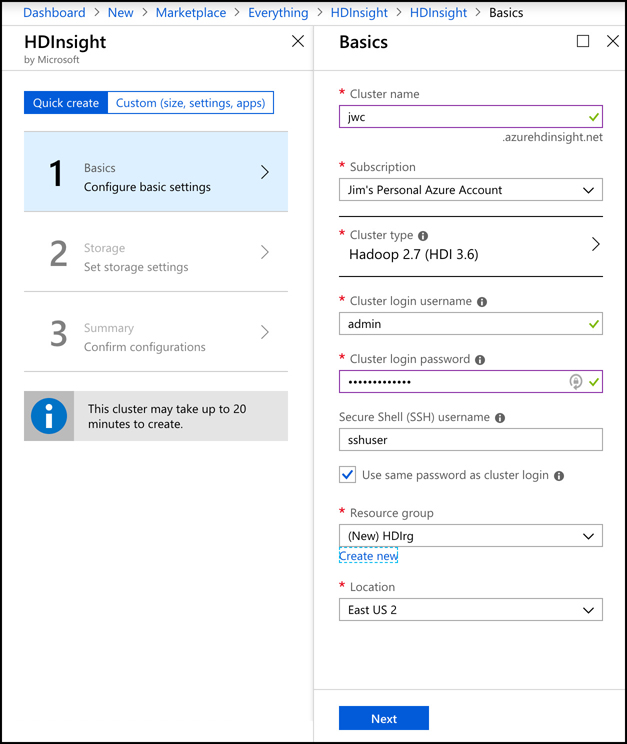 Dashboard > New > Marketplace > Everything > HDInsight > HDInsight > Basics
HDInsight
by Microsoft
Quick create
Custom (size, settings, apps)
1
Basics
Configure basic settings
2
Storage
Set storage settings
3
Summary
Confirm configurations
This cluster may take up to 20
minutes to create.
Basics
* Cluster name
jwc
.azurehdinsight.net
* Subscription
Jim's Personal Azure Account
* Cluster type
Hadoop 2.7 (HDI 3.6)
* Cluster login username
admin
* Cluster login password
•••••••••••••
Secure Shell (SSH) username
sshuser
Use same password as cluster login
* Resource group
(New) HDIrg
Create new
* Location
East US 2
Next